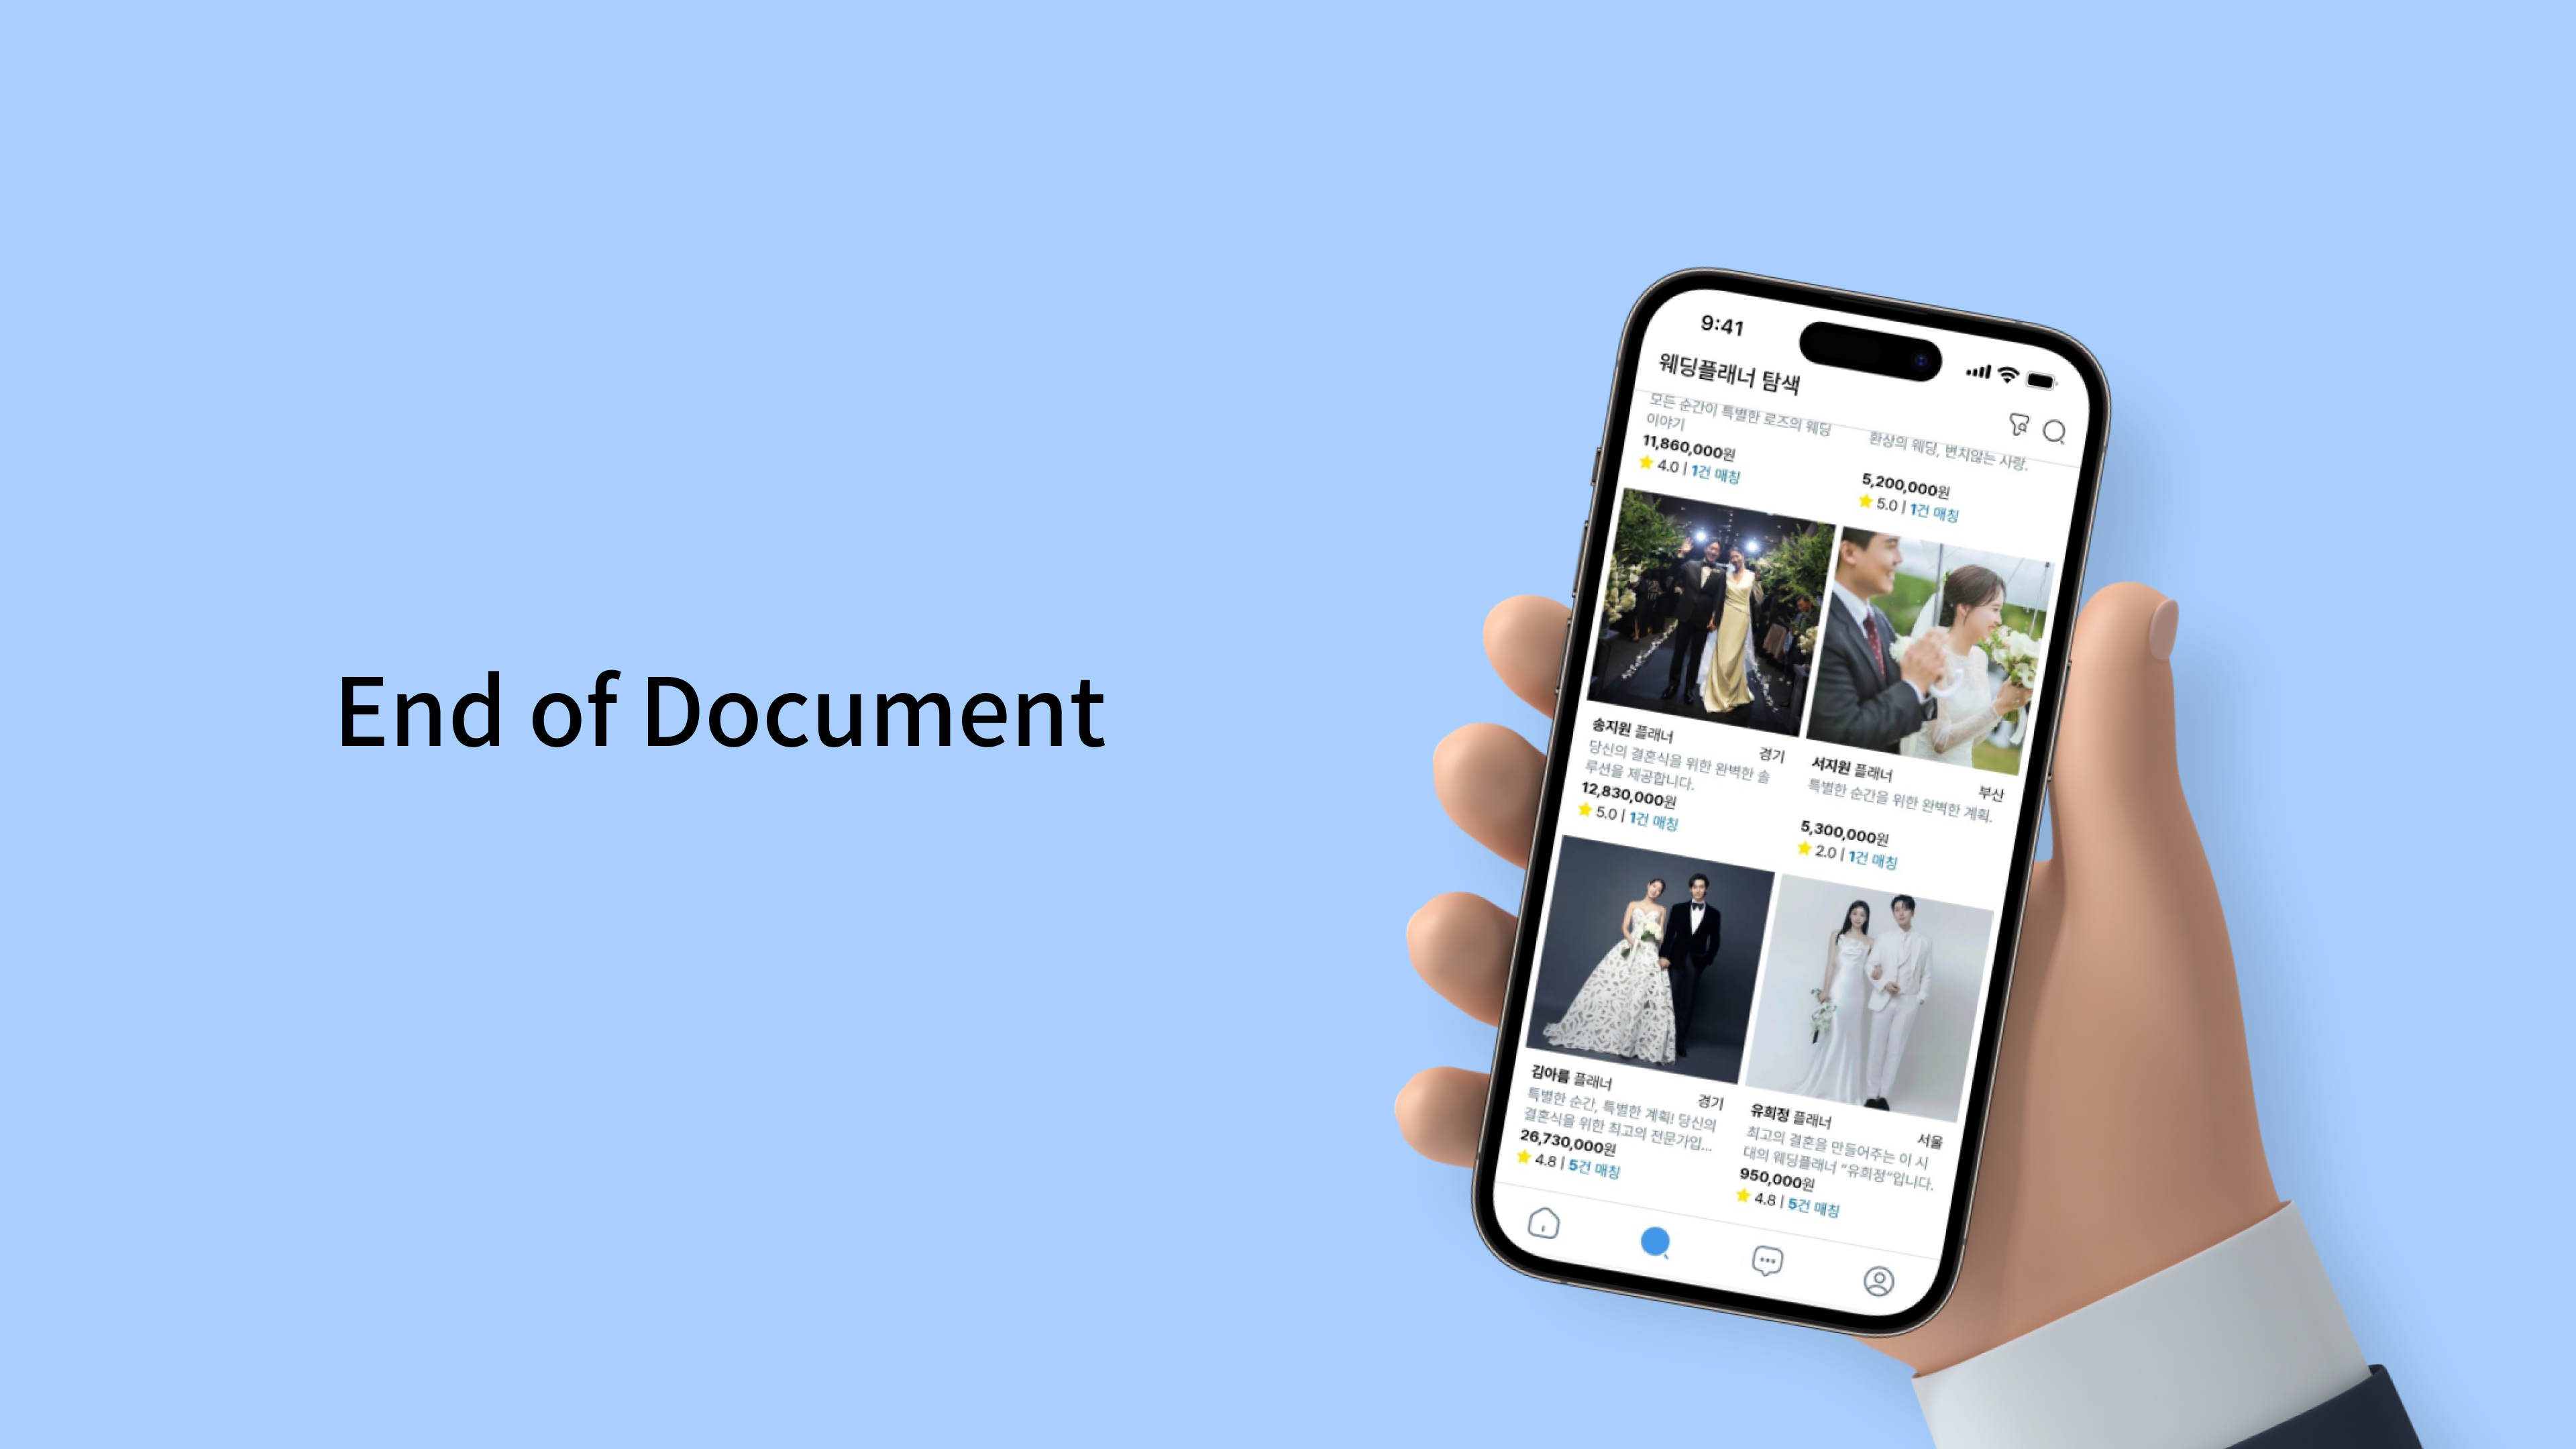 End of Document
9:41
웨딩플래너 탐색
모든 순간이 특별한 로즈의 웨딩
이야기
11,860,000원
4.0 | 1건 매칭
환상의 웨딩, 변치않는 사랑.
5,200,000원
5.0 | 1건 매칭
송지원 플래너
경기
당신의 결혼식을 위한 완벽한 솔
루션을 제공합니다.
12,830,000원
5.0 | 1건 매칭
서지원 플래너
부산
특별한 순간을 위한 완벽한 계획.
5,300,000원
2.0 | 1건 매칭
김아름 플래너
경기
특별한 순간, 특별한 계획! 당신의
결혼식을 위한 최고의 전문가입...
26,730,000원
4.8 | 5건 매칭
유희정 플래너
서울
최고의 결혼을 만들어주는 이 시
대의 웨딩플래너 “유희정”입니다.
950,000원
4.8 | 5건 매칭